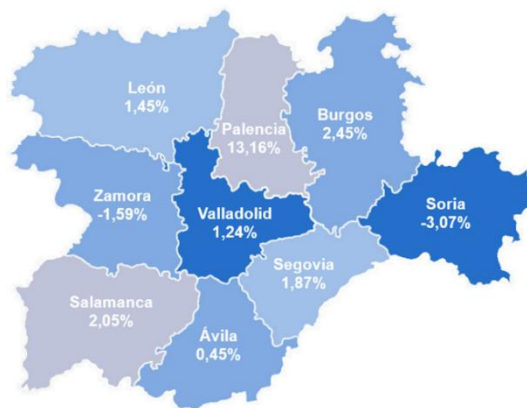 León
1,45%
Palencia
13,16%
Burgos
2,45%
Zamora
-1,59%
Valladolid
1,24%
Soria
-3,07%
Segovia
1,87%
Salamanca
2,05%
Ávila
0,45%